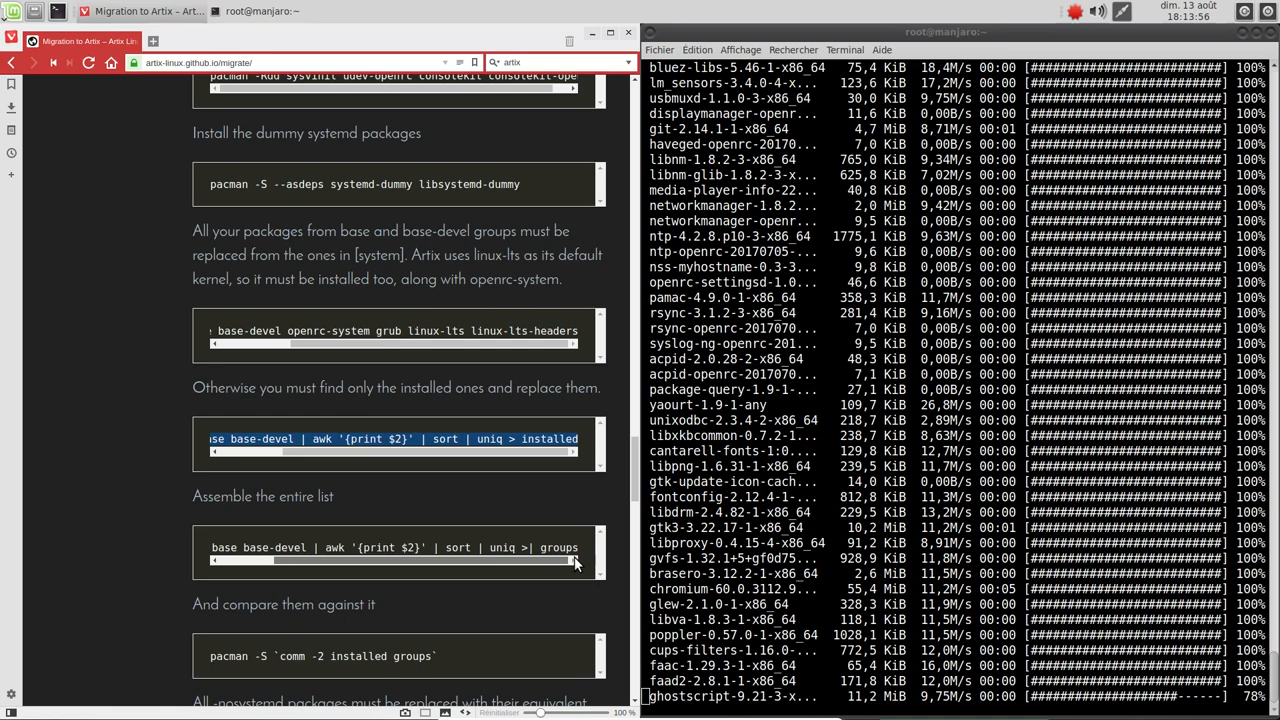 Migration to Artix – Art...
root@manjaro:~
dim. 13 août
18:13:56
Migration to Artix – Artix Lin
artix-linux.github.io/migrate/
artix
Install the dummy systemd packages
pacman -S --asdeps systemd-dummy libsystemd-dummy
All your packages from base and base-devel groups must be
replaced from the ones in [system]. Artix uses linux-lts as its default
kernel, so it must be installed too, along with openrc-system.
base-devel openrc-system grub linux-lts linux-lts-headers
Otherwise you must find only the installed ones and replace them.
se base-devel | awk '{print $2}' | sort | uniq > installed
Assemble the entire list
base base-devel | awk '{print $2}' | sort | uniq >| groups
And compare them against it
pacman -S `comm -2 installed groups`
All -nosystemd packages must be replaced with their equivalent
Réinitialiser
100 %
root@manjaro:~
Fichier Édition Affichage Rechercher Terminal Aide
bluez-libs-5.46-1-x86_64 75,4 KiB 18,4M/s 00:00 [##########################] 100%
lm_sensors-3.4.0-4-x... 123,6 KiB 17,2M/s 00:00 [##########################] 100%
usbmuxd-1.1.0-3-x86_64 30,0 KiB 9,75M/s 00:00 [##########################] 100%
displaymanager-openr... 11,6 KiB 0,00B/s 00:00 [##########################] 100%
git-2.14.1-1-x86_64 4,7 MiB 8,71M/s 00:01 [##########################] 100%
haveged-openrc-20170... 7,0 KiB 0,00B/s 00:00 [##########################] 100%
libnm-1.8.2-3-x86_64 765,0 KiB 9,34M/s 00:00 [##########################] 100%
libnm-glib-1.8.2-3-x... 625,8 KiB 7,02M/s 00:00 [##########################] 100%
media-player-info-22... 40,8 KiB 0,00B/s 00:00 [##########################] 100%
networkmanager-1.8.2... 2,0 MiB 9,42M/s 00:00 [##########################] 100%
networkmanager-openr... 9,5 KiB 0,00B/s 00:00 [##########################] 100%
ntp-4.2.8.p10-3-x86_64 1775,1 KiB 9,63M/s 00:00 [##########################] 100%
ntp-openrc-20170705-... 9,6 KiB 0,00B/s 00:00 [##########################] 100%
nss-myhostname-0.3-3... 9,8 KiB 0,00B/s 00:00 [##########################] 100%
openrc-settingsd-1.0... 46,6 KiB 0,00B/s 00:00 [##########################] 100%
pamac-4.9.0-1-x86_64 358,3 KiB 11,7M/s 00:00 [##########################] 100%
rsync-3.1.2-3-x86_64 281,4 KiB 9,16M/s 00:00 [##########################] 100%
rsync-openrc-2017070... 7,0 KiB 0,00B/s 00:00 [##########################] 100%
syslog-ng-openrc-201... 9,5 KiB 0,00B/s 00:00 [##########################] 100%
acpid-2.0.28-2-x86_64 48,3 KiB 0,00B/s 00:00 [##########################] 100%
acpid-openrc-2017070... 7,1 KiB 0,00B/s 00:00 [##########################] 100%
package-query-1.9-1-... 27,1 KiB 0,00B/s 00:00 [##########################] 100%
yaourt-1.9-1-any 109,7 KiB 26,8M/s 00:00 [##########################] 100%
unixodbc-2.3.4-2-x86_64 218,7 KiB 2,89M/s 00:00 [##########################] 100%
libxkbcommon-0.7.2-1... 238,7 KiB 8,63M/s 00:00 [##########################] 100%
cantarell-fonts-1:0.... 129,8 KiB 12,7M/s 00:00 [##########################] 100%
libpng-1.6.31-1-x86_64 239,5 KiB 11,7M/s 00:00 [##########################] 100%
gtk-update-icon-cach... 14,0 KiB 0,00B/s 00:00 [##########################] 100%
fontconfig-2.12.4-1-... 812,8 KiB 11,3M/s 00:00 [##########################] 100%
libdrm-2.4.82-1-x86_64 229,5 KiB 13,2M/s 00:00 [##########################] 100%
gtk3-3.22.17-1-x86_64 10,2 MiB 11,2M/s 00:01 [##########################] 100%
libproxy-0.4.15-4-x86_64 91,2 KiB 8,91M/s 00:00 [##########################] 100%
gvfs-1.32.1+5+gf0d75... 928,9 KiB 11,5M/s 00:00 [##########################] 100%
brasero-3.12.2-1-x86_64 2,6 MiB 11,5M/s 00:00 [##########################] 100%
chromium-60.0.3112.9... 55,4 MiB 11,2M/s 00:05 [##########################] 100%
glew-2.1.0-1-x86_64 328,3 KiB 11,9M/s 00:00 [##########################] 100%
libva-1.8.3-1-x86_64 118,1 KiB 11,5M/s 00:00 [##########################] 100%
poppler-0.57.0-1-x86_64 1028,1 KiB 11,5M/s 00:00 [##########################] 100%
cups-filters-1.16.0-... 772,5 KiB 12,0M/s 00:00 [##########################] 100%
faac-1.29.3-1-x86_64 65,4 KiB 16,0M/s 00:00 [##########################] 100%
faad2-2.8.1-1-x86_64 171,8 KiB 12,0M/s 00:00 [##########################] 100%
ghostscript-9.21-3-x... 11,2 MiB 9,75M/s 00:00 [####################------] 78%